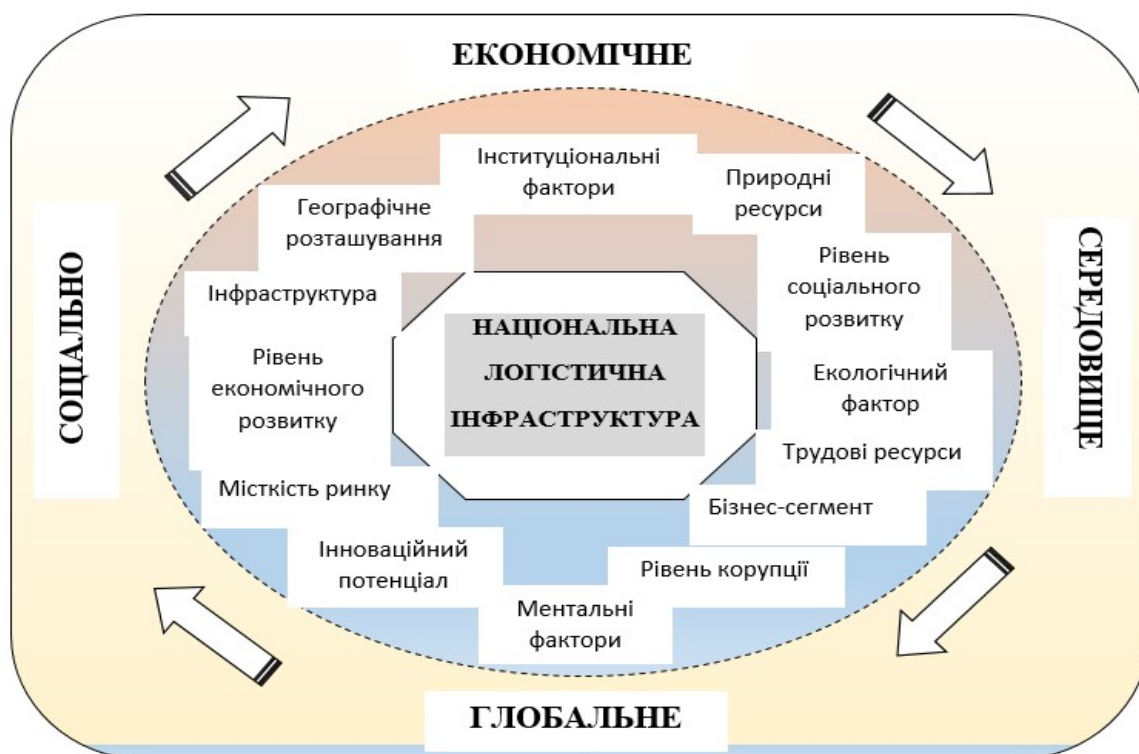 ЕКОНОМІЧНЕ
Інституціональні
фактори
Природні
ресурси
Географічне
розташування
Рівень
соціального
розвитку
Інфраструктура
НАЦІОНАЛЬНА
ЛОГІСТИЧНА
ІНФРАСТРУКТУРА
Рівень
економічного
розвитку
Екологічний
фактор
Трудові ресурси
Місткість ринку
Бізнес-сегмент
Інноваційний
потенціал
Рівень корупції
Ментальні
фактори
СОЦІАЛЬНО
СЕРЕДОВИЩЕ
ГЛОБАЛЬНЕ